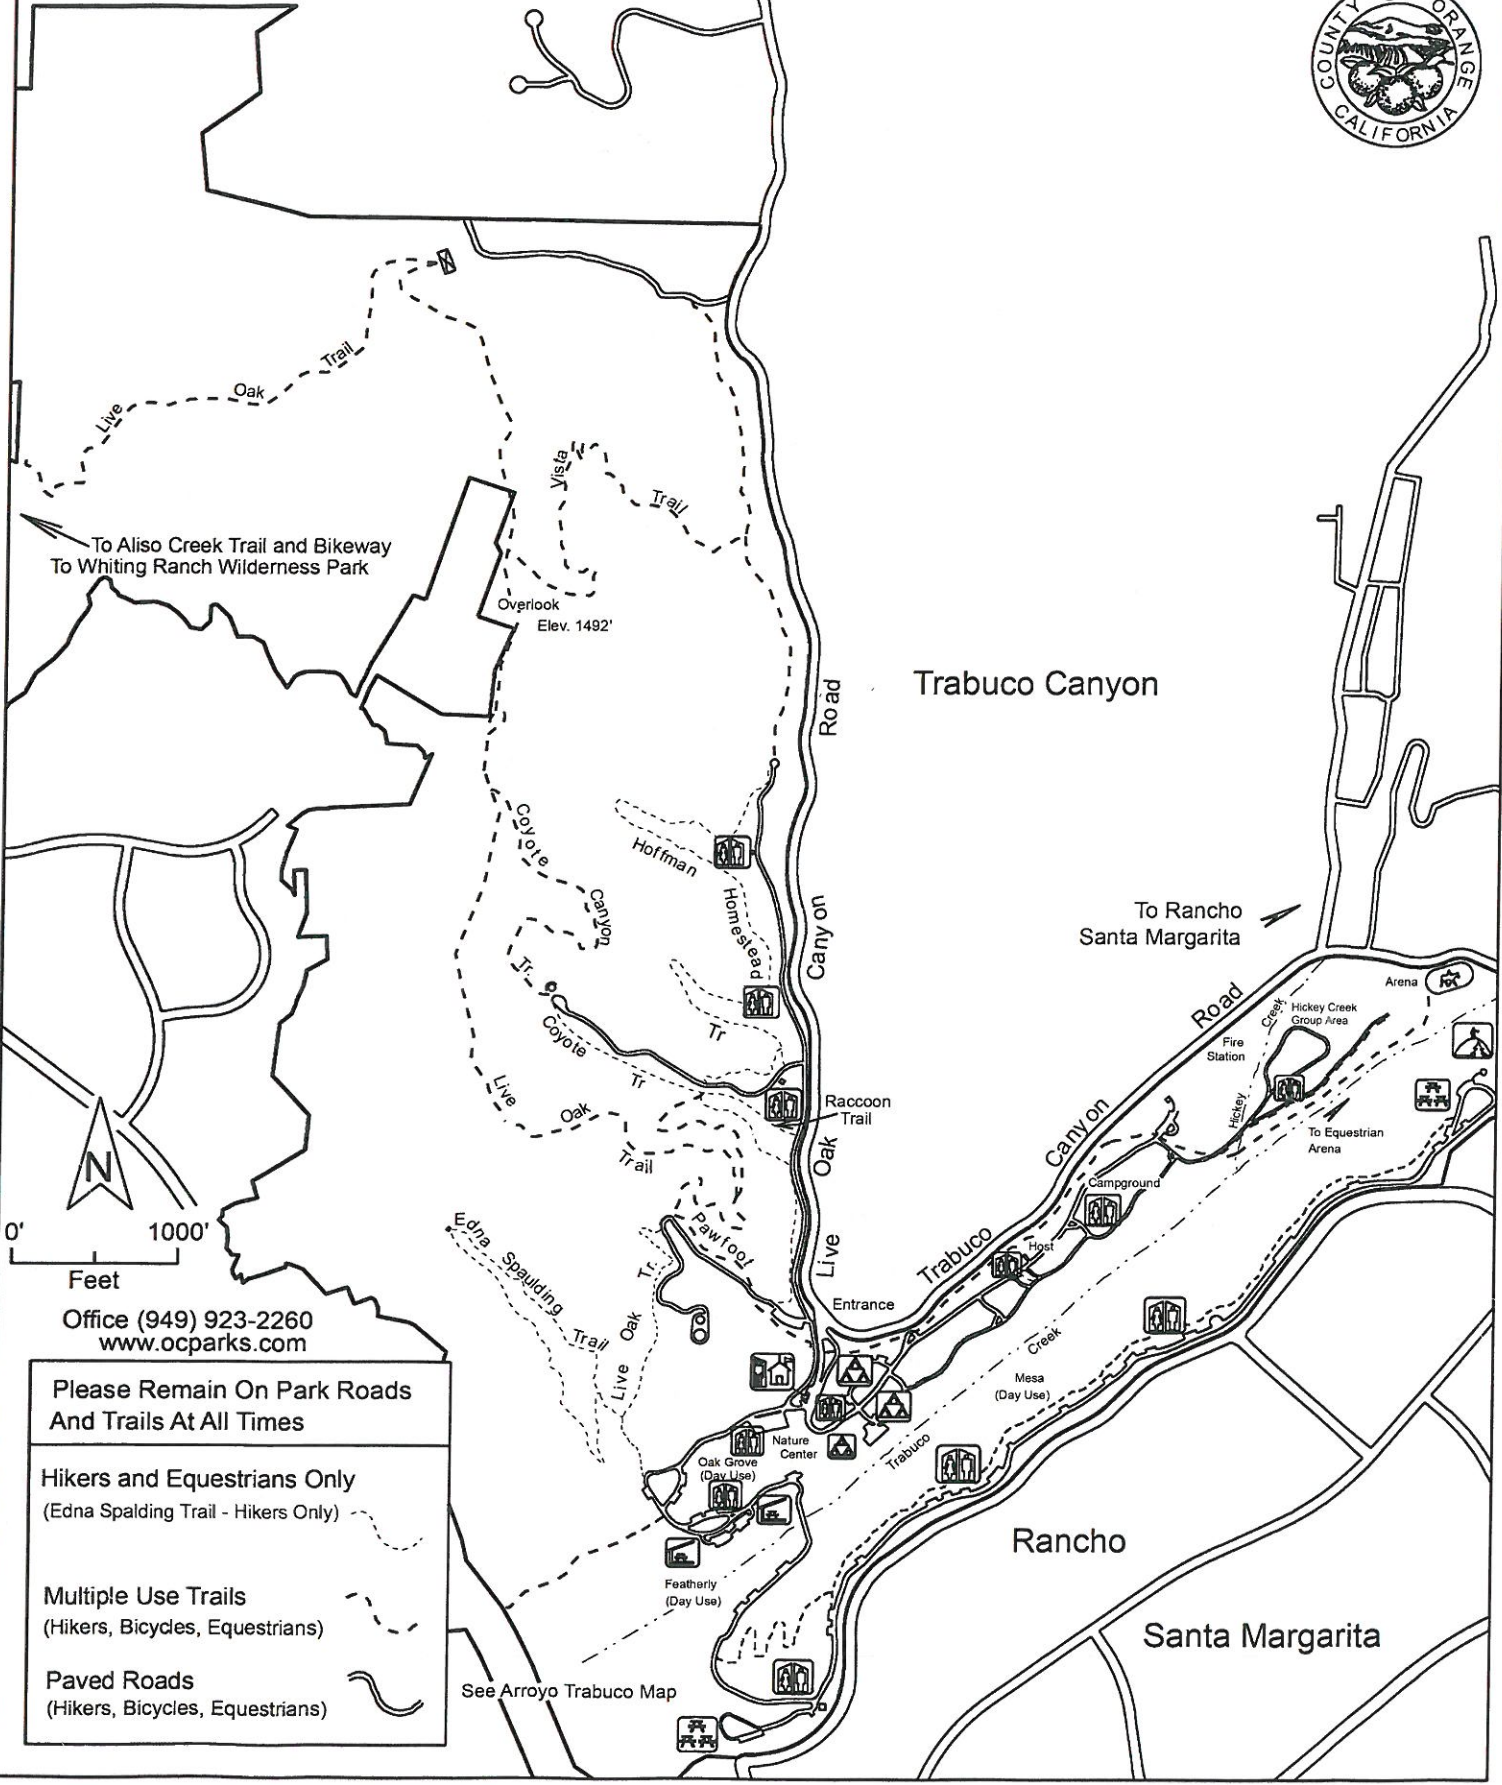 COUNTY
ORANGE
CALIFORNIA
Live
Oak
Trail
Vista
Trail
To Aliso Creek Trail and Bikeway
To Whiting Ranch Wilderness Park
Overlook
Elev. 1492'
Trabuco Canyon
Road
Canyon
Oak
Live
Coyote
Canyon
Tr.
Hoffman
Homestead
Tr
Coyote
Tr
Raccoon
Trail
Live
Oak
Trail
Pawfoot
Edna
Spaulding
Trail
Live
Oak
Tr.
To Rancho
Santa Margarita
Road
Canyon
Trabuco
Arena
Hickey Creek
Group Area
Fire
Station
Hickey
Creek
To Equestrian
Arena
Campground
Host
Entrance
Creek
Trabuco
Mesa
(Day Use)
Nature
Center
Oak Grove
(Day Use)
Featherly
(Day Use)
Rancho
Santa Margarita
See Arroyo Trabuco Map
N
0'
1000'
Feet
Office (949) 923-2260
www.ocparks.com
Please Remain On Park Roads
And Trails At All Times
Hikers and Equestrians Only
(Edna Spalding Trail - Hikers Only)
Multiple Use Trails
(Hikers, Bicycles, Equestrians)
Paved Roads
(Hikers, Bicycles, Equestrians)